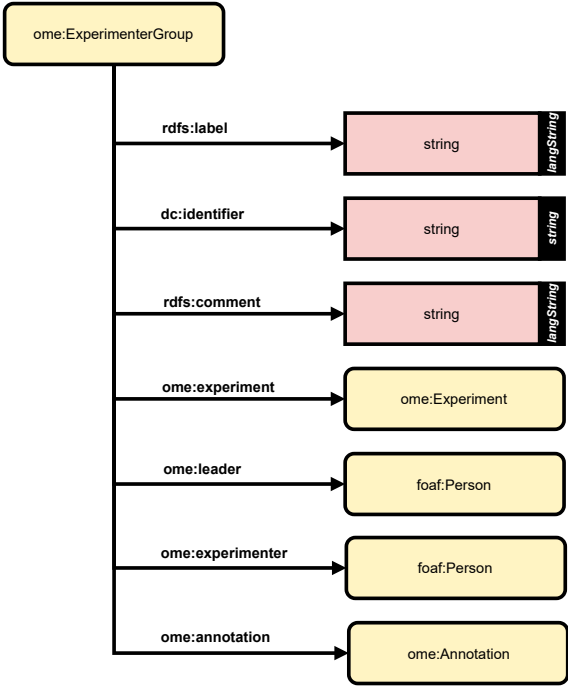 ome:ExperimenterGroup
rdfs:label
string
langString
dc:identifier
string
string
rdfs:comment
string
langString
ome:experiment
ome:Experiment
ome:leader
foaf:Person
ome:experimenter
foaf:Person
ome:annotation
ome:Annotation